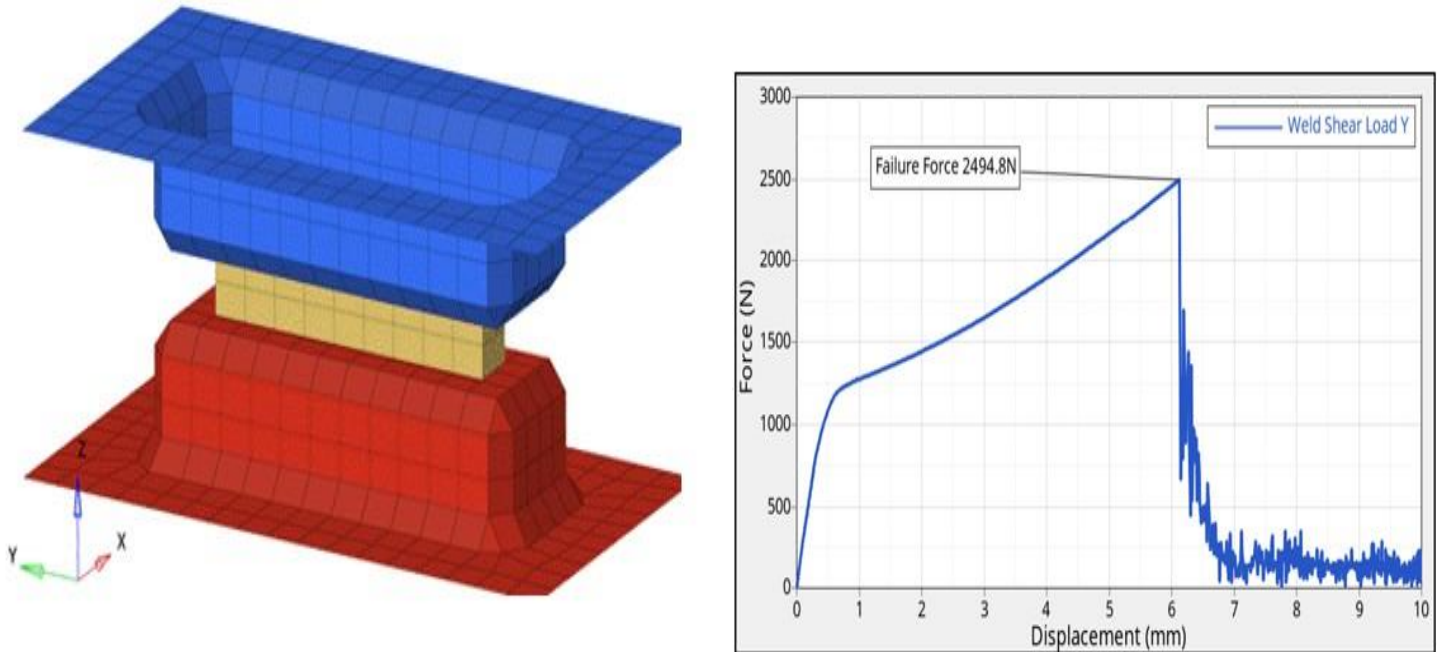 Z
X
Y
3000
2500
2000
1500
1000
500
0
Force (N)
Weld Shear Load Y
Failure Force 2494.8N
0 1 2 3 4 5 6 7 8 9 10
Displacement (mm)